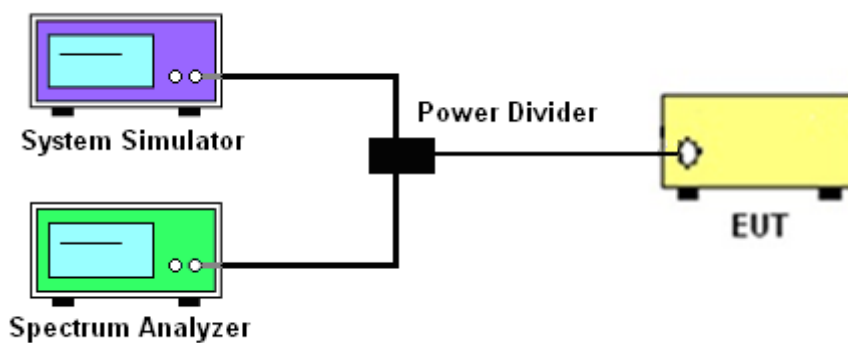 System Simulator
Power Divider
EUT
Spectrum Analyzer